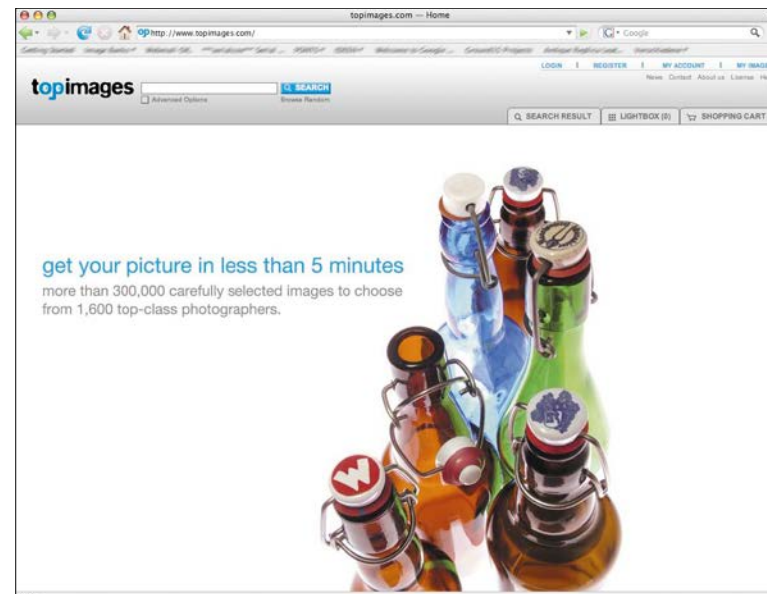 topimages.com — Home
http://www.topimages.com/
Google
LOGIN | REGISTER | MY ACCOUNT | MY IMAG
News Contact About us License He
topimages
SEARCH
Advanced Options
Browse Random
SEARCH RESULT
LIGHTBOX (0)
SHOPPING CART
get your picture in less than 5 minutes
more than 300,000 carefully selected images to choose
from 1,600 top-class photographers.
W